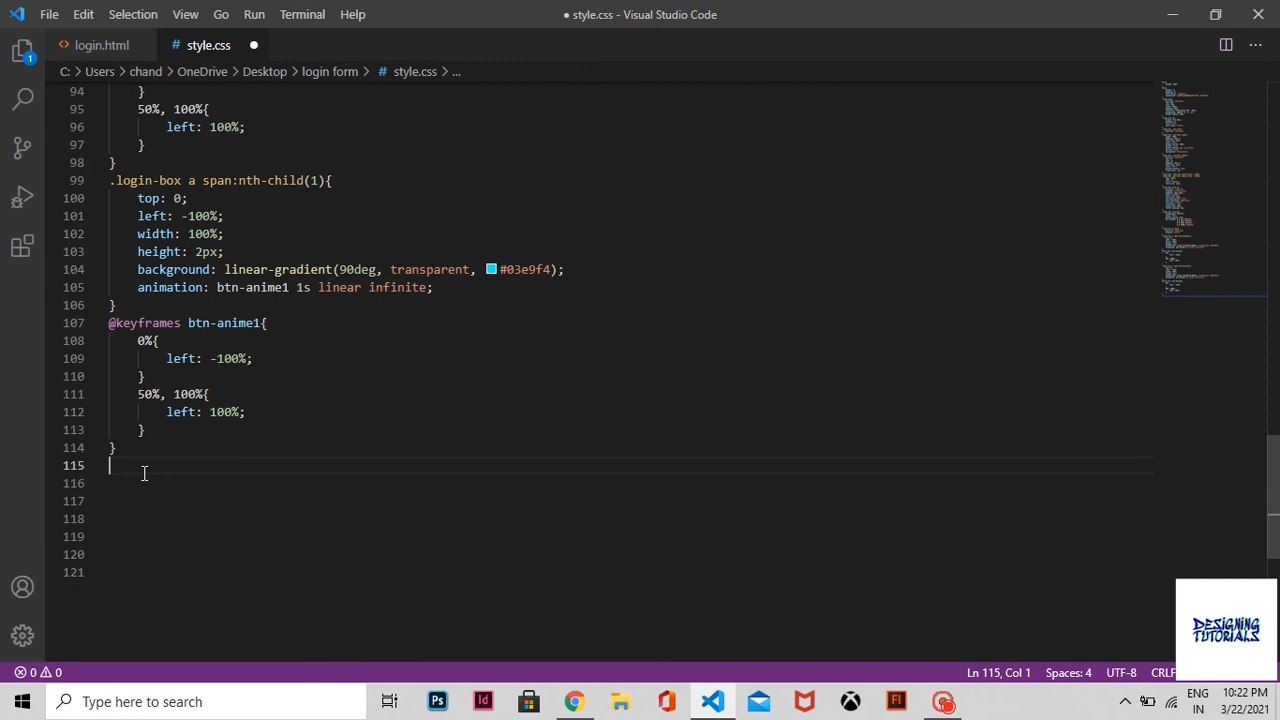 File Edit Selection View Go Run Terminal Help ● style.css - Visual Studio Code
<> login.html # style.css ●
C: > Users > chand > OneDrive > Desktop > login form > # style.css > ...
1
94 }
95 50%, 100%{
96 left: 100%;
97 }
98 }
99 .login-box a span:nth-child(1){
100 top: 0;
101 left: -100%;
102 width: 100%;
103 height: 2px;
104 background: linear-gradient(90deg, transparent, #03e9f4);
105 animation: btn-anime1 1s linear infinite;
106 }
107 @keyframes btn-anime1{
108 0%{
109 left: -100%;
110 }
111 50%, 100%{
112 left: 100%;
113 }
114 }
115
116
117
118
119
120
121
DESIGNING
TUTORIALS
0 0 Ln 115, Col 1 Spaces: 4 UTF-8 CRLF
Type here to search Ps Id Fl ENG 10:22 PM
IN 3/22/2021